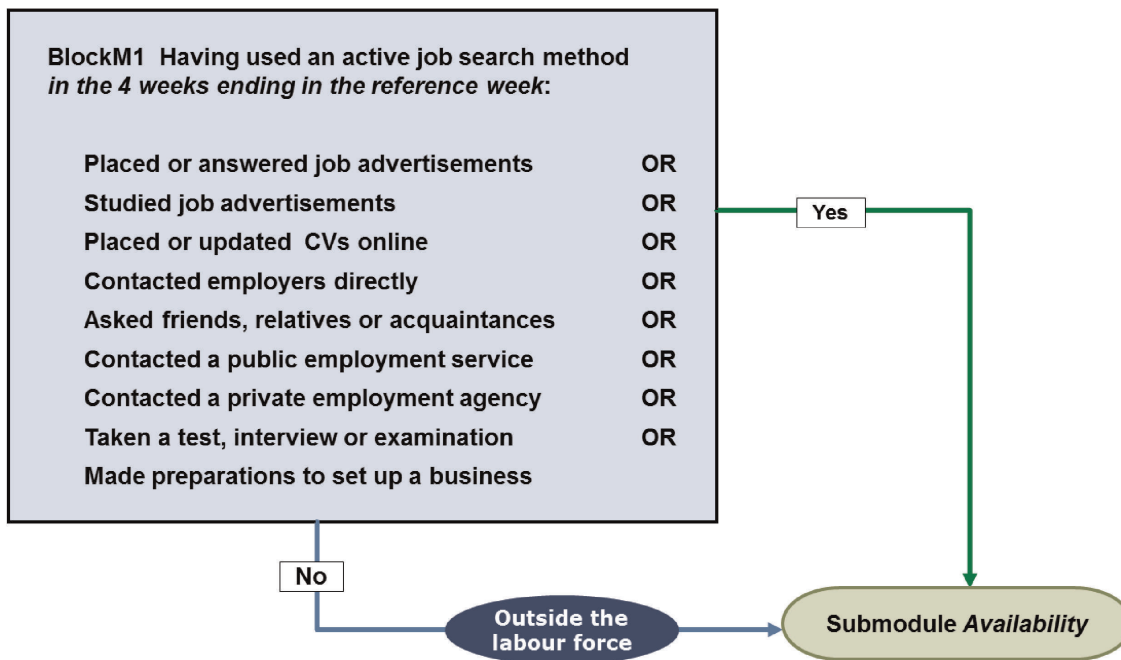 BlockM1 Having used an active job search method
in the 4 weeks ending in the reference week:
Placed or answered job advertisements OR
Studied job advertisements OR
Placed or updated CVs online OR
Contacted employers directly OR
Asked friends, relatives or acquaintances OR
Contacted a public employment service OR
Contacted a private employment agency OR
Taken a test, interview or examination OR
Made preparations to set up a business
Yes
No
Outside the
labour force
Submodule Availability